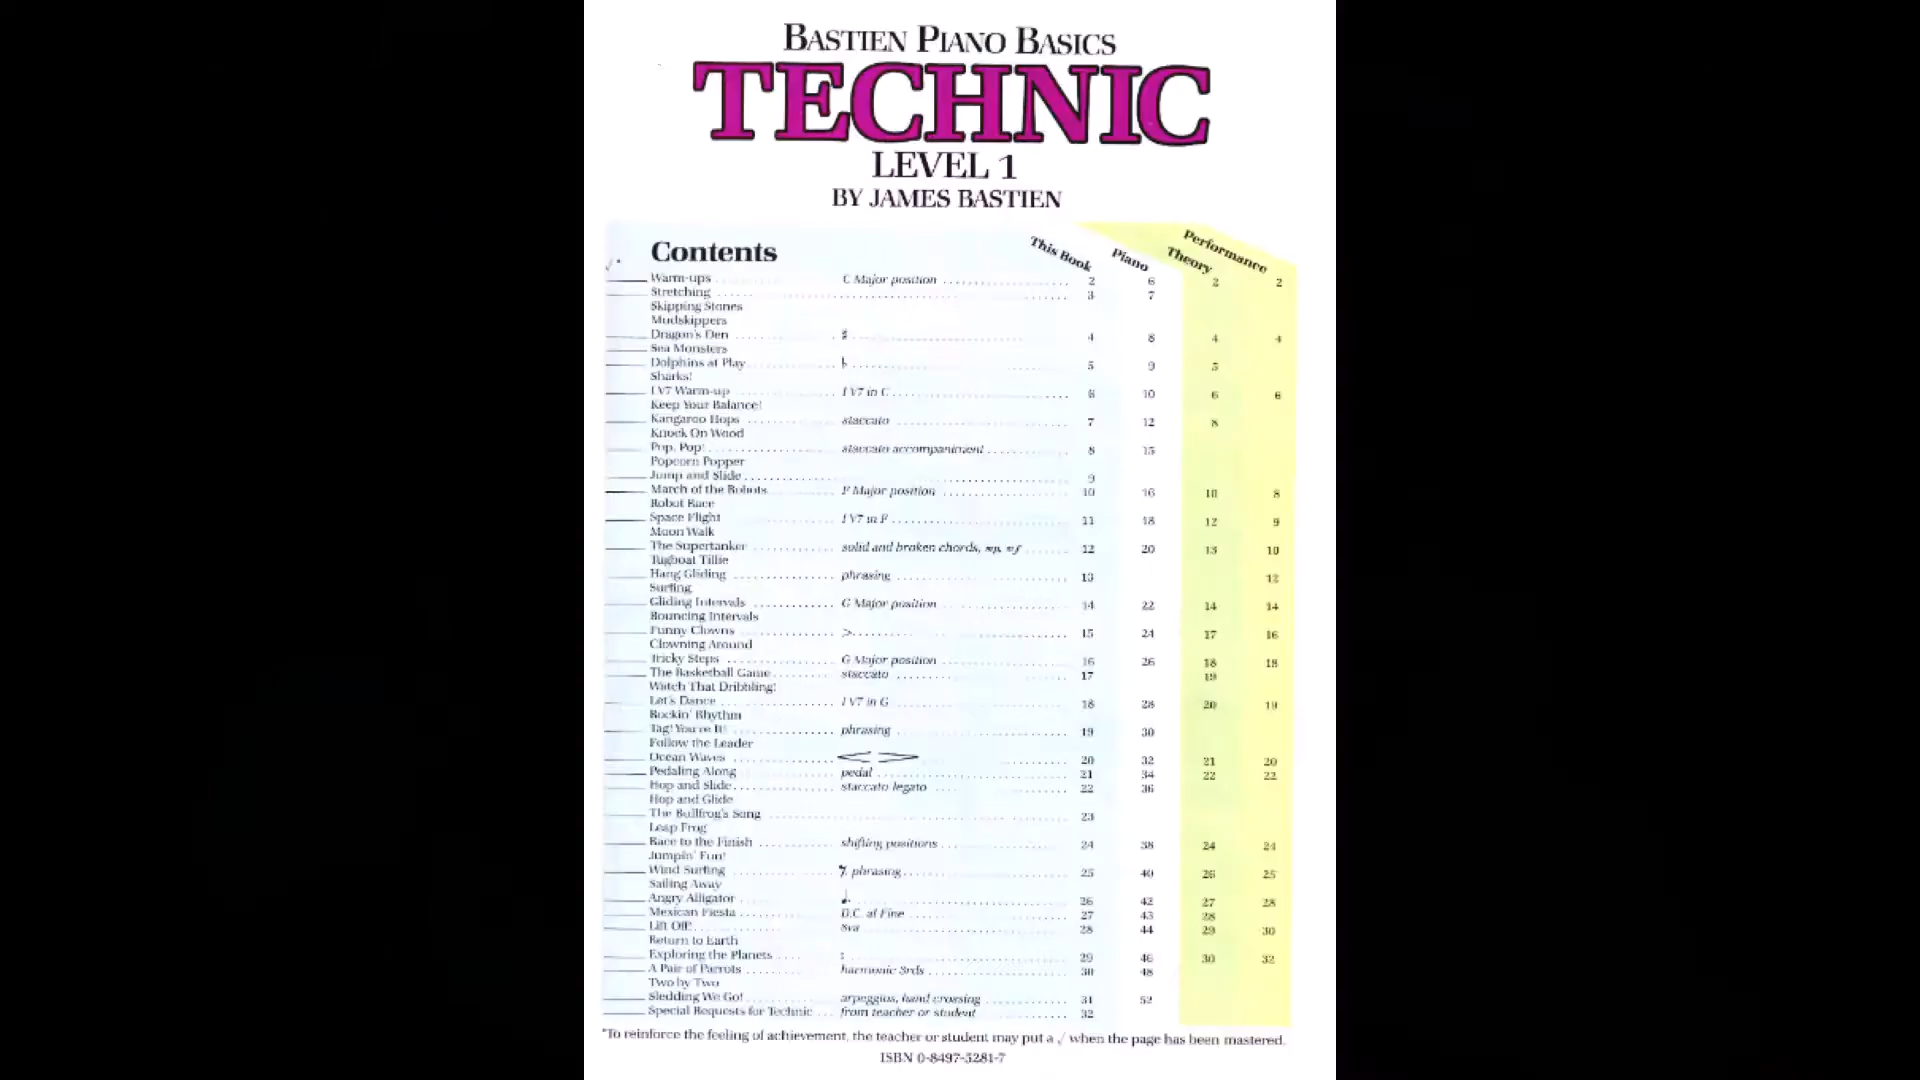 BASTIEN PIANO BASICS
TECHNIC
LEVEL 1
BY JAMES BASTIEN
Contents This Book Piano Theory Performance
Warm-ups C Major position 2 6 2 2
Stretching 3 7
Skipping Stones
Mudskippers
Dragon's Den ♯ 4 8 4 4
Sea Monsters
Dolphins at Play ♭ 5 9 5
Sharks!
I V7 Warm-up I V7 in C 6 10 6 6
Keep Your Balance!
Kangaroo Hops staccato 7 12 8
Knock On Wood
Pop, Pop! staccato accompaniment 8 15
Popcorn Popper
Jump and Slide 9
March of the Robots F Major position 10 16 10 8
Robot Race
Space Flight I V7 in F 11 18 12 9
Moon Walk
The Supertanker solid and broken chords, mp, mf 12 20 13 10
Tugboat Tillie
Hang Gliding phrasing 13 12
Surfing
Gliding Intervals G Major position 14 22 14 14
Bouncing Intervals
Funny Clowns > 15 24 17 16
Clowning Around
Tricky Steps G Major position 16 26 18 18
The Basketball Game staccato 17 19
Watch That Dribbling!
Let's Dance I V7 in G 18 28 20 19
Rockin' Rhythm
Tag! You're It! phrasing 19 30
Follow the Leader
Ocean Waves < > 20 32 21 20
Pedaling Along pedal 21 34 22 22
Hop and Slide staccato legato 22 36
Hop and Glide
The Bullfrog's Song 23
Leap Frog
Race to the Finish shifting positions 24 38 24 24
Jumpin' Fun!
Wind Surfing 𝄾 phrasing 25 40 26 25
Sailing Away
Angry Alligator ♩. 26 42 27 28
Mexican Fiesta D.C. al Fine 27 43 28
Lift Off! 8va 28 44 29 30
Return to Earth
Exploring the Planets 29 46 30 32
A Pair of Parrots harmonic 3rds 30 48
Two by Two
Sledding We Go! arpeggios, hand crossing 31 52
Special Requests for Technic from teacher or student 32
*To reinforce the feeling of achievement, the teacher or student may put a √ when the page has been mastered.
ISBN 0-8497-5281-7